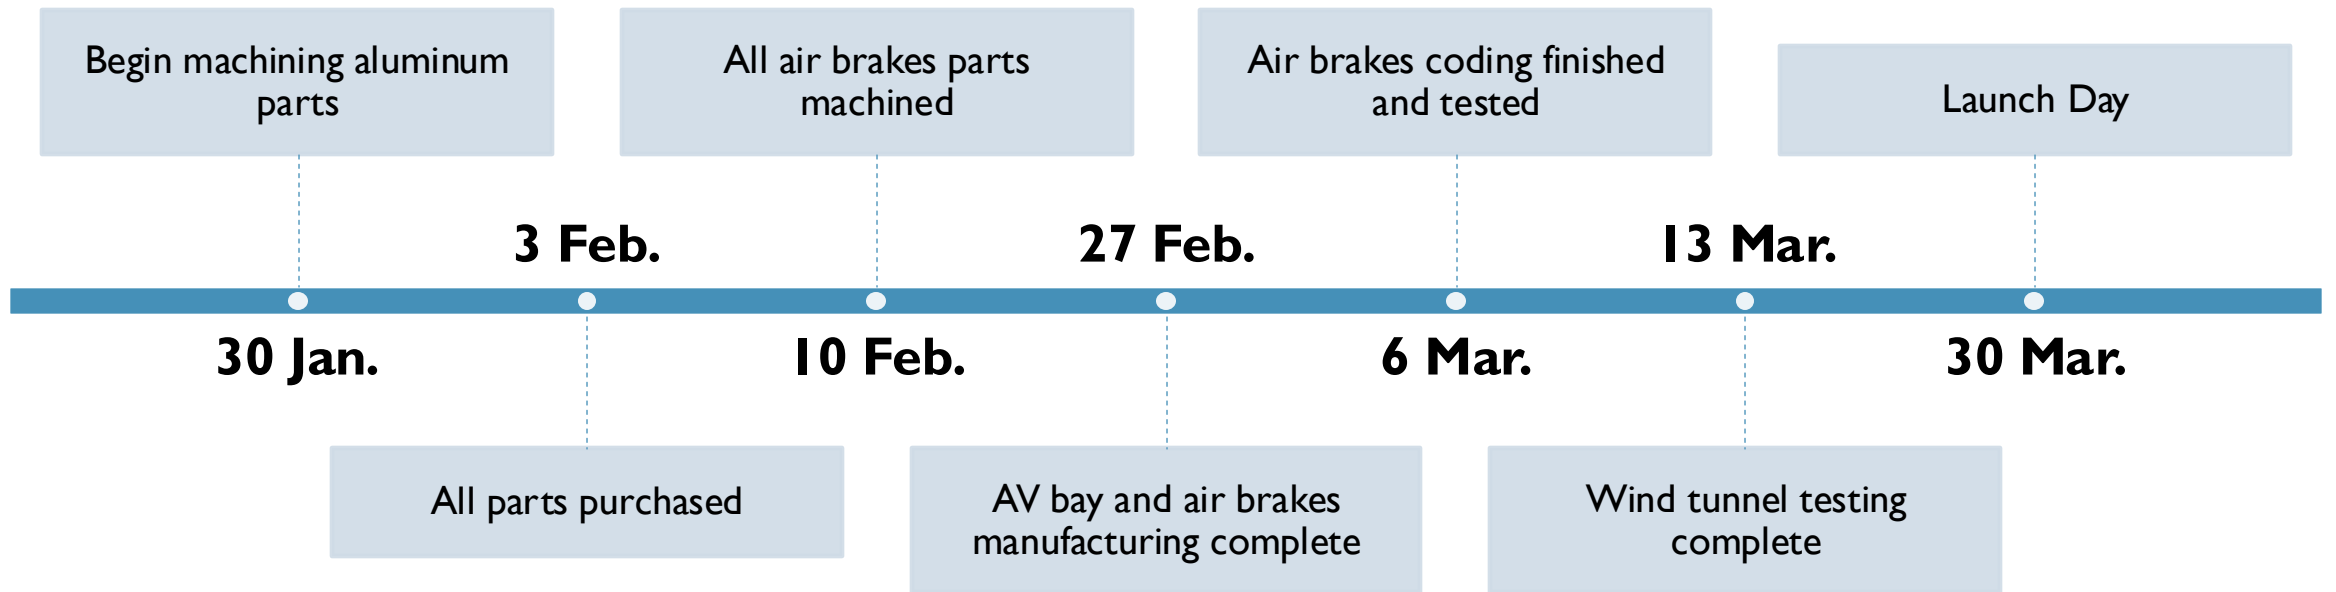 Begin machining aluminum
parts
All air brakes parts
machined
Air brakes coding finished
and tested
Launch Day
3 Feb.
27 Feb.
13 Mar.
30 Jan.
10 Feb.
6 Mar.
30 Mar.
All parts purchased
AV bay and air brakes
manufacturing complete
Wind tunnel testing
complete